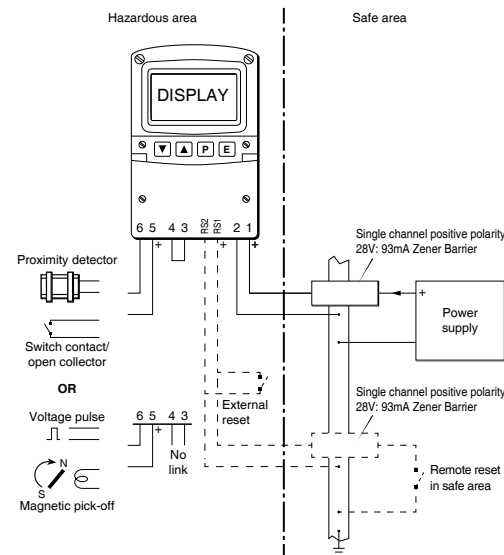 Hazardous area
Safe area
DISPLAY
P E
6 5 4 3 RS2 RS1 2 1
+ + +
Proximity detector
Switch contact/
open collector
OR
Voltage pulse
6 5 4 3
+
No
link
N
S
Magnetic pick-off
External
reset
Single channel positive polarity
28V: 93mA Zener Barrier
+
Power
supply
Single channel positive polarity
28V: 93mA Zener Barrier
Remote reset
in safe area